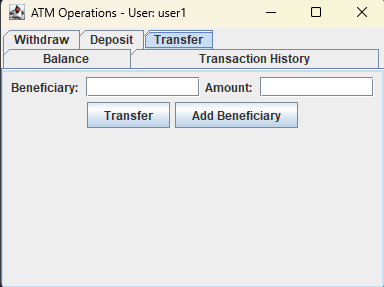 ATM Operations - User: user1
Withdraw Deposit Transfer
Balance Transaction History
Beneficiary: Amount:
Transfer Add Beneficiary